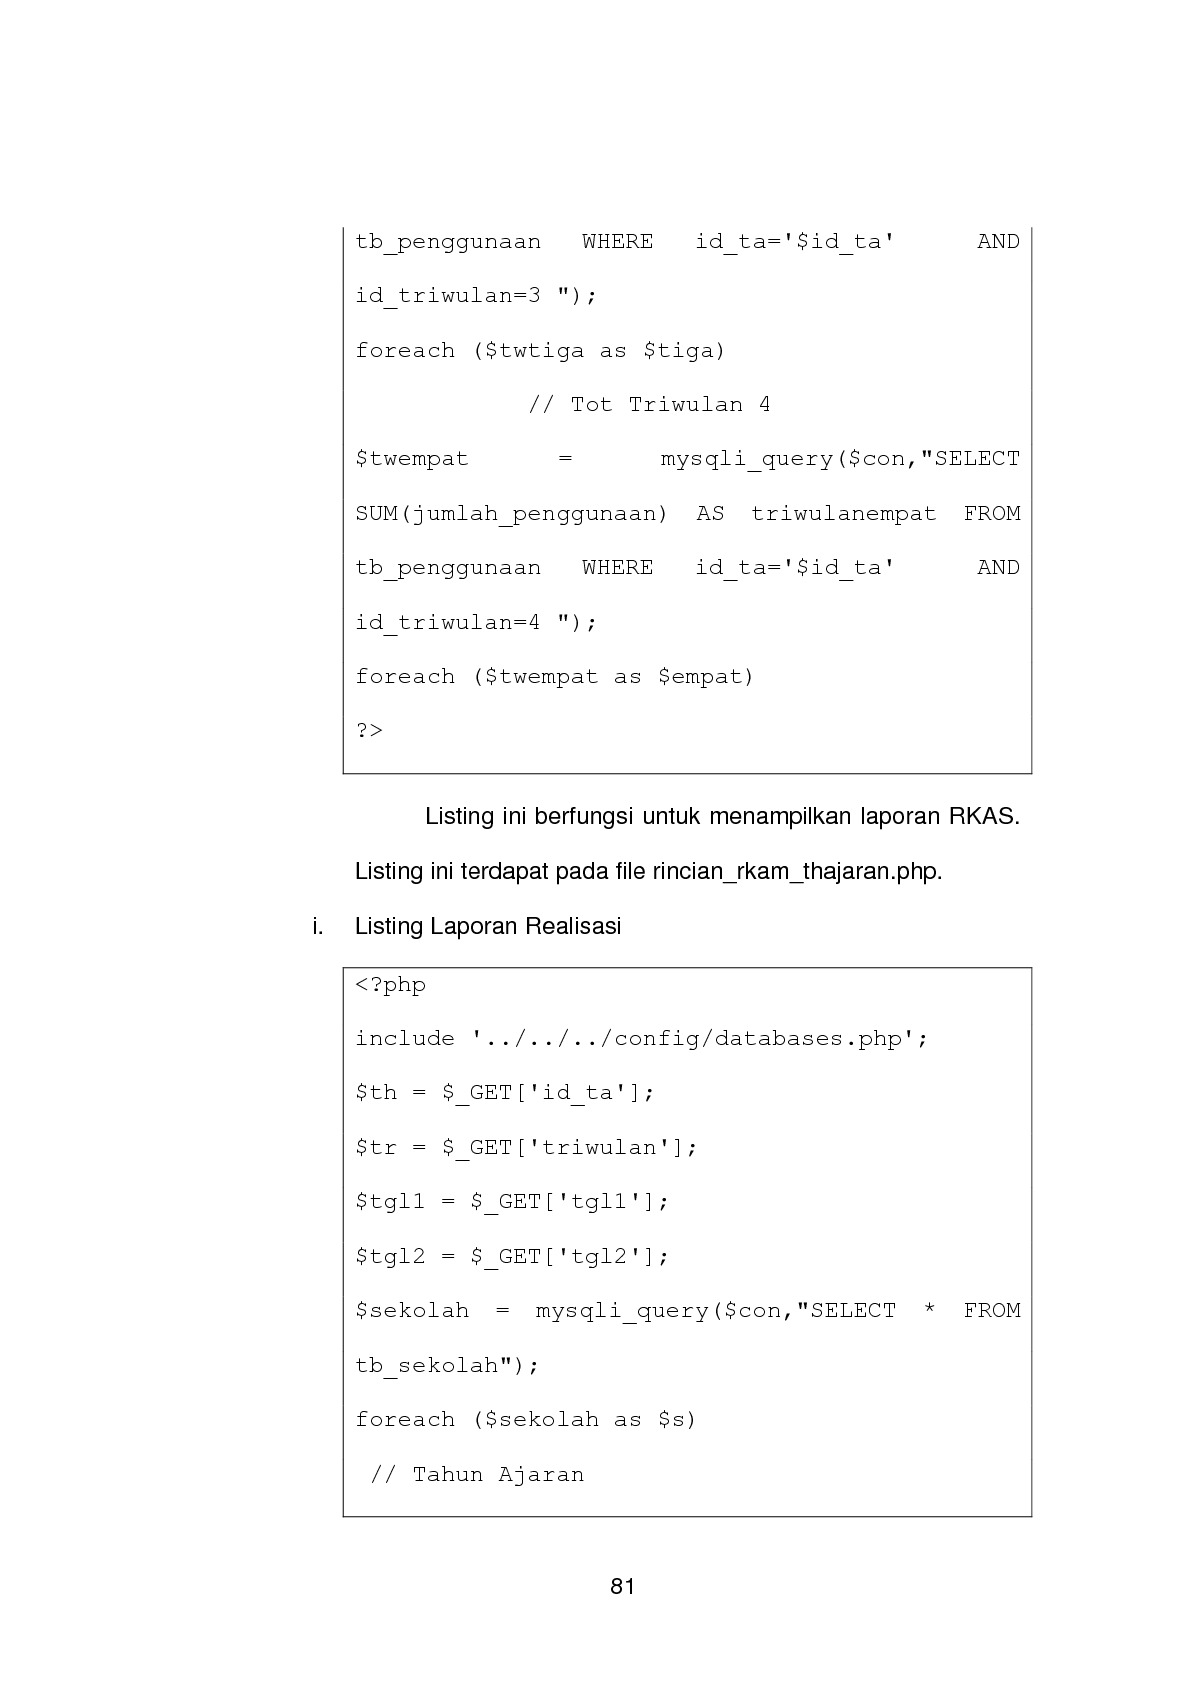 tb_penggunaan WHERE id_ta='$id_ta' AND
id_triwulan=3 ");
foreach ($twtiga as $tiga)
// Tot Triwulan 4
$twempat = mysqli_query($con,"SELECT
SUM(jumlah_penggunaan) AS triwulanempat FROM
tb_penggunaan WHERE id_ta='$id_ta' AND
id_triwulan=4 ");
foreach ($twempat as $empat)
?>
Listing ini berfungsi untuk menampilkan laporan RKAS.
Listing ini terdapat pada file rincian_rkam_thajaran.php.
i. Listing Laporan Realisasi
<?php
include '../../../config/databases.php';
$th = $_GET['id_ta'];
$tr = $_GET['triwulan'];
$tgl1 = $_GET['tgl1'];
$tgl2 = $_GET['tgl2'];
$sekolah = mysqli_query($con,"SELECT * FROM
tb_sekolah");
foreach ($sekolah as $s)
// Tahun Ajaran
81